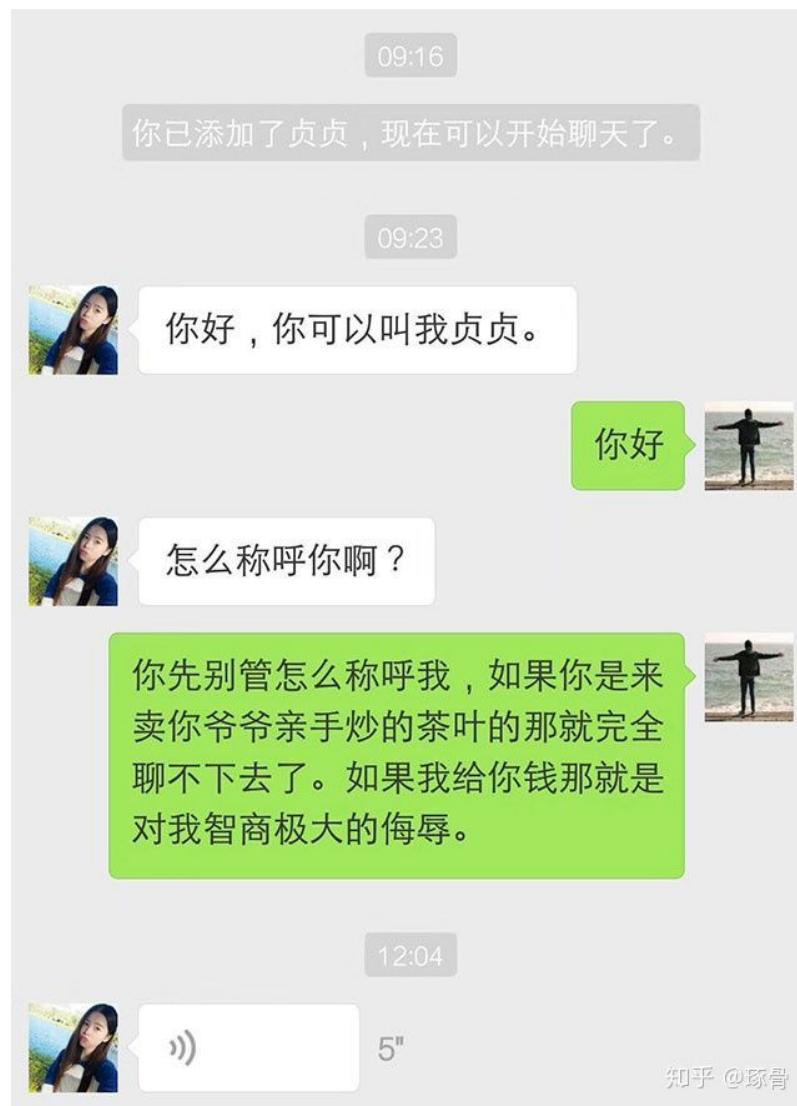 09:16
你已添加了贞贞，现在可以开始聊天了。
09:23
你好，你可以叫我贞贞。
你好
怎么称呼你啊？
你先别管怎么称呼我，如果你是来
卖你爷爷亲手炒的茶叶的那就完全
聊不下去了。如果我给你钱那就是
对我智商极大的侮辱。
12:04
5"
知乎 @琢骨